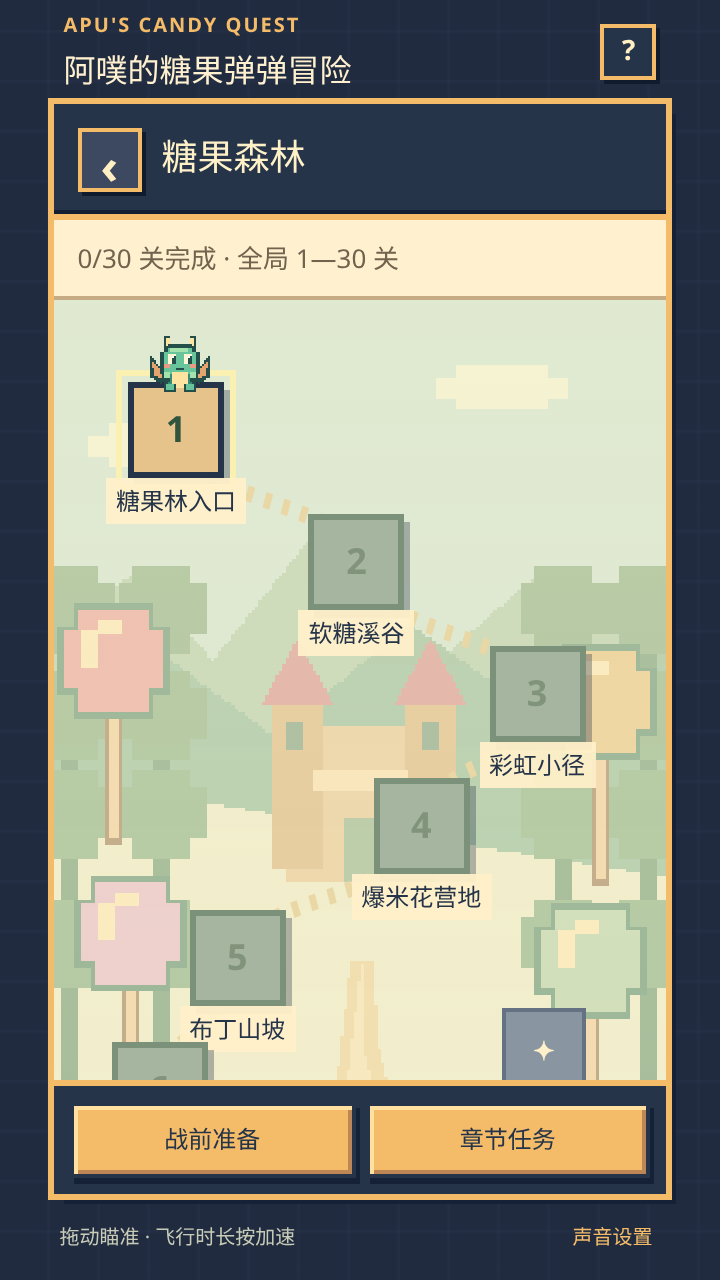 APU'S CANDY QUEST
阿噗的糖果弹弹冒险
?
‹ 糖果森林
0/30 关完成 · 全局 1—30 关
1
糖果林入口
2
软糖溪谷
3
彩虹小径
4
爆米花营地
5
布丁山坡
战前准备
章节任务
拖动瞄准 · 飞行时长按加速
声音设置